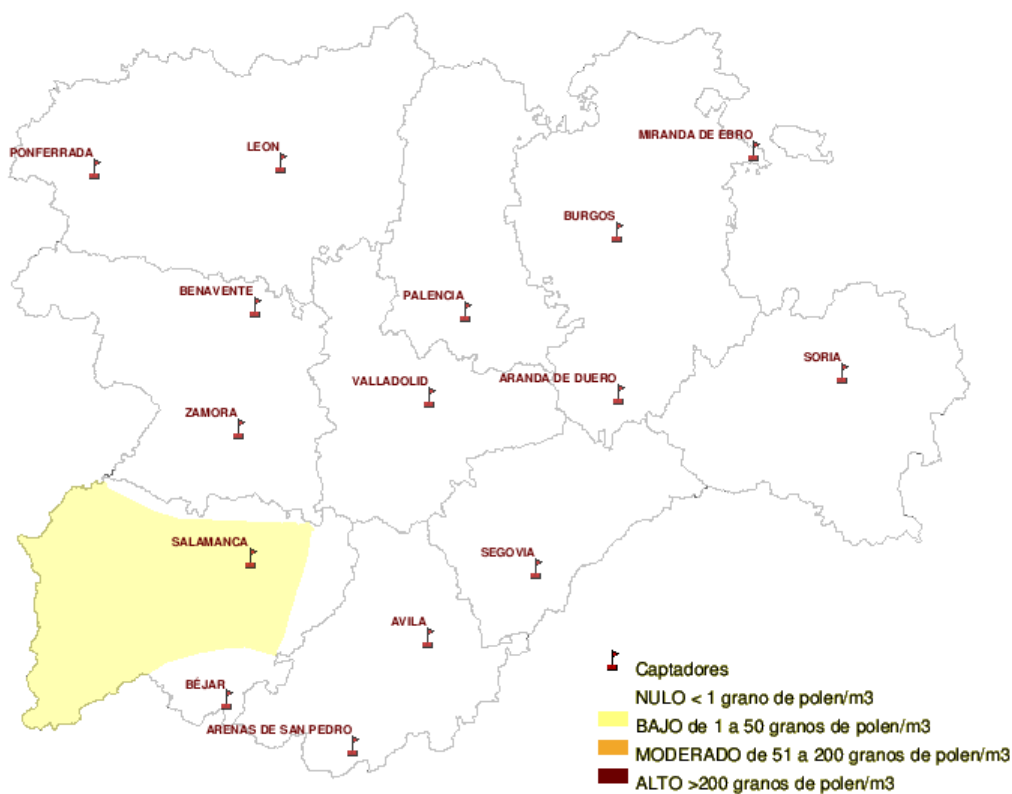 MIRANDA DE EBRO
LEON
PONFERRADA
BURGOS
BENAVENTE
PALENCIA
SORIA
VALLADOLID
ARANDA DE DUERO
ZAMORA
SALAMANCA
SEGOVIA
AVILA
BÉJAR
ARENAS DE SAN PEDRO
Captadores
NULO < 1 grano de polen/m3
BAJO de 1 a 50 granos de polen/m3
MODERADO de 51 a 200 granos de polen/m3
ALTO >200 granos de polen/m3